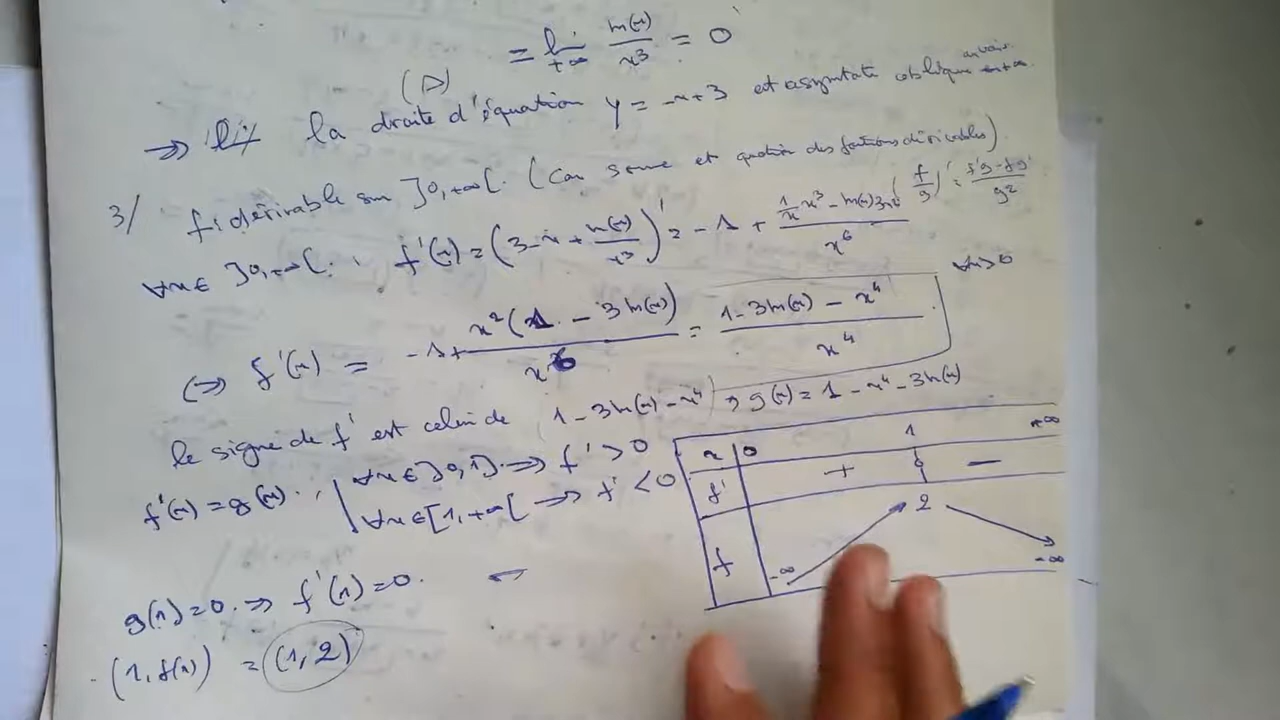 = lim +∞ ln(x)/x³ = 0
(D)
=> la droite d'équation y = -x+3 est asymptote oblique
3/ f: dérivable sur ]0,+∞[. (car somme et quotion des fonctions dérivables) (f/g)' = (f'g-fg')/g²
∀x∈ ]0,+∞[ : f'(x) = (3-x+ln(x)/x³)' = -1 + (1/x x³ - ln(x)3x²)/x⁶
(=> f'(x) = -1+ x²(1 - 3ln(x))/x⁶ = (1-3ln(x) - x⁴)/x⁴ ∀x>0
le signe de f' est celui de 1-3ln(x)-x⁴) => g(x) = 1-x⁴-3ln(x)
f'(x) = g(x). ∀x∈]0,1] => f' > 0
∀x∈[1,+∞[ => f' < 0
g(1)=0 => f'(1)=0.
(1, f(1)) = (1,2)
x 0 1 +∞
f' + 0 −
f -∞ 2 -∞